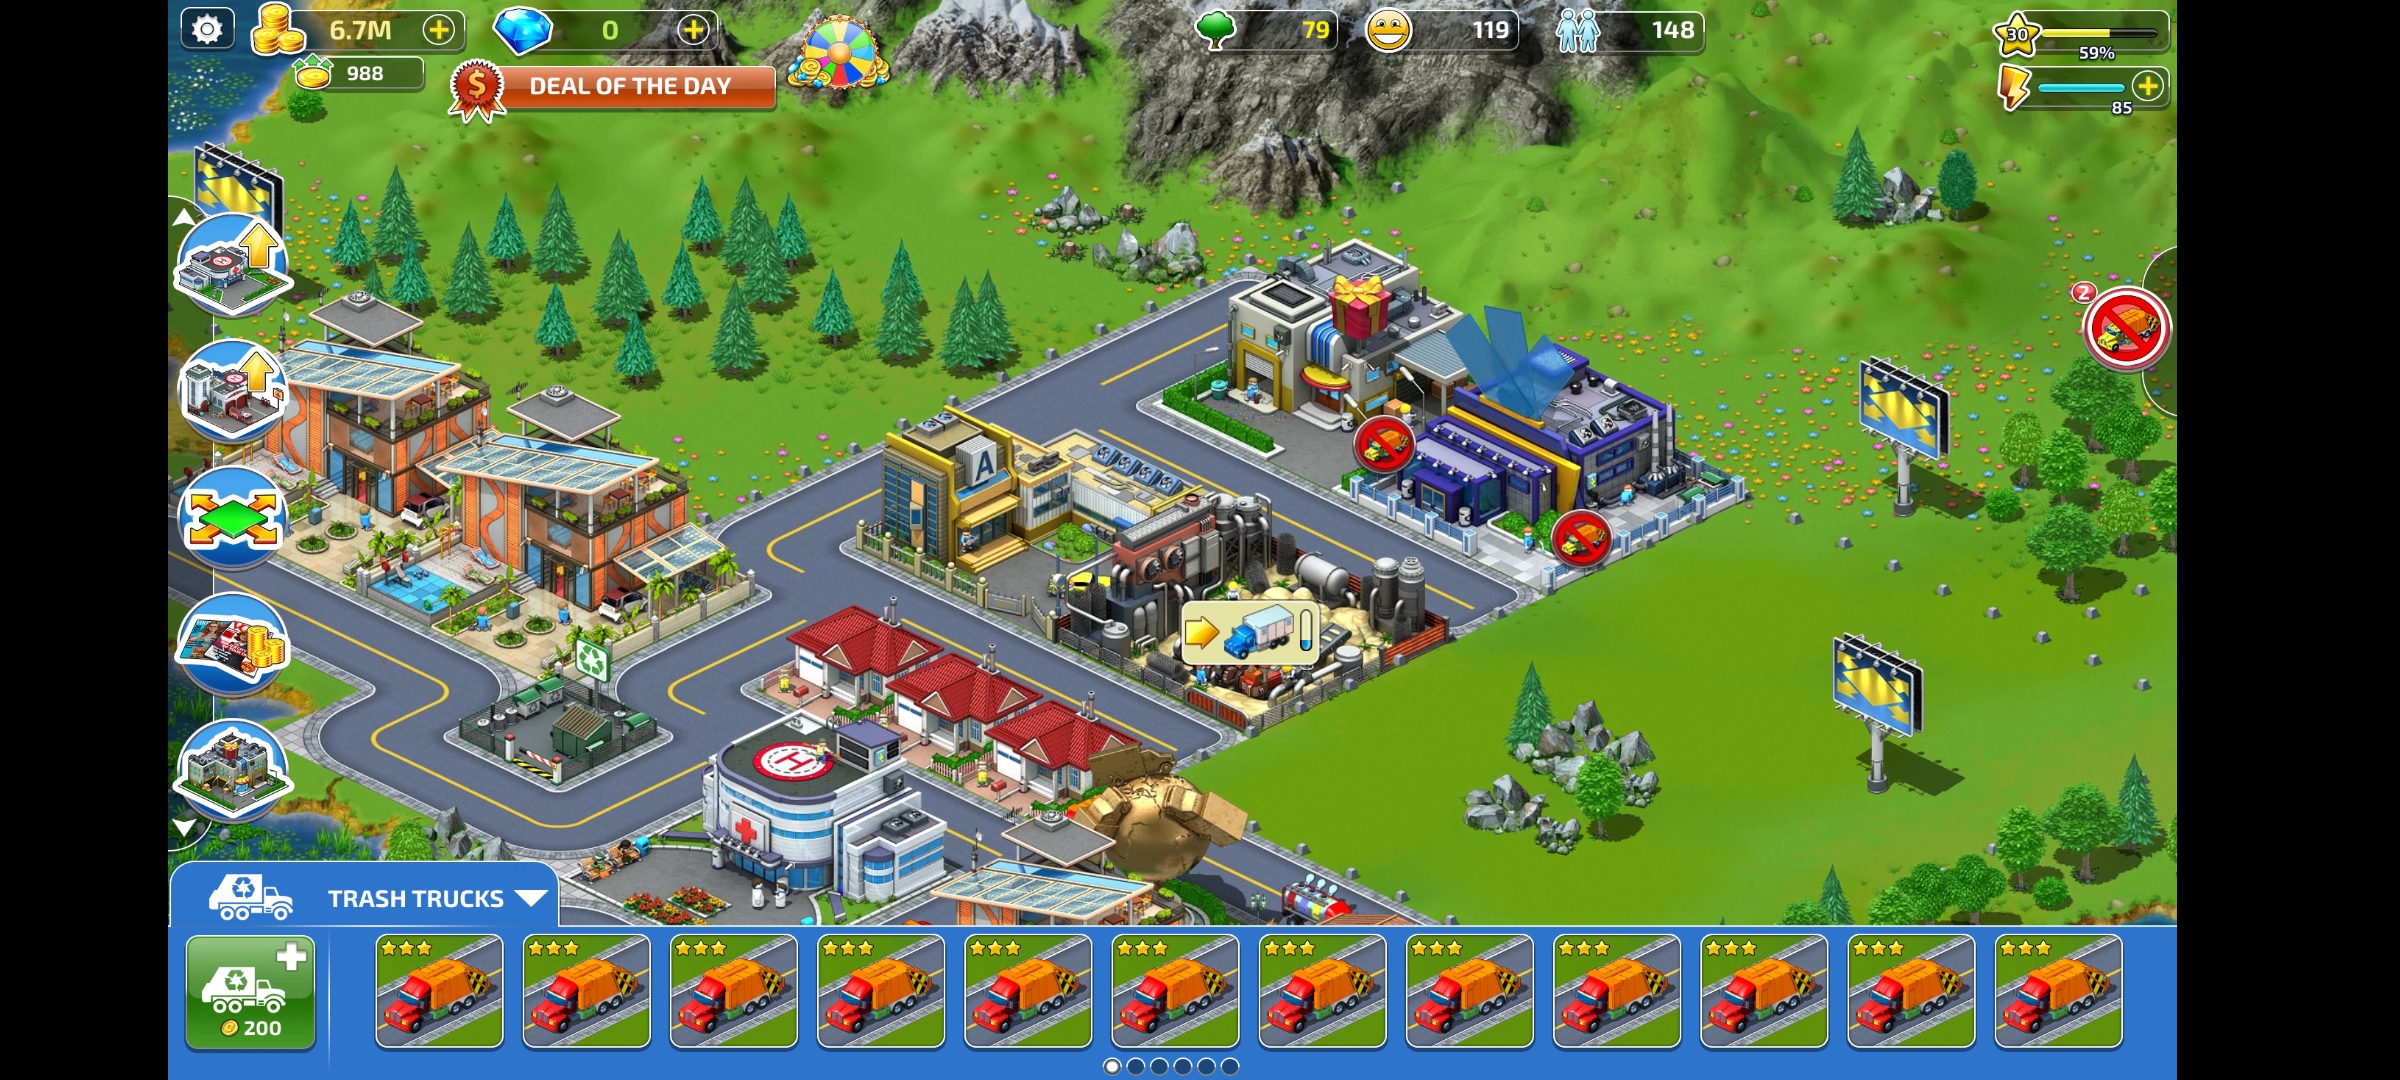 6.7M
0
79
119
148
30
59%
988
DEAL OF THE DAY
85
2
A
H
TRASH TRUCKS
200